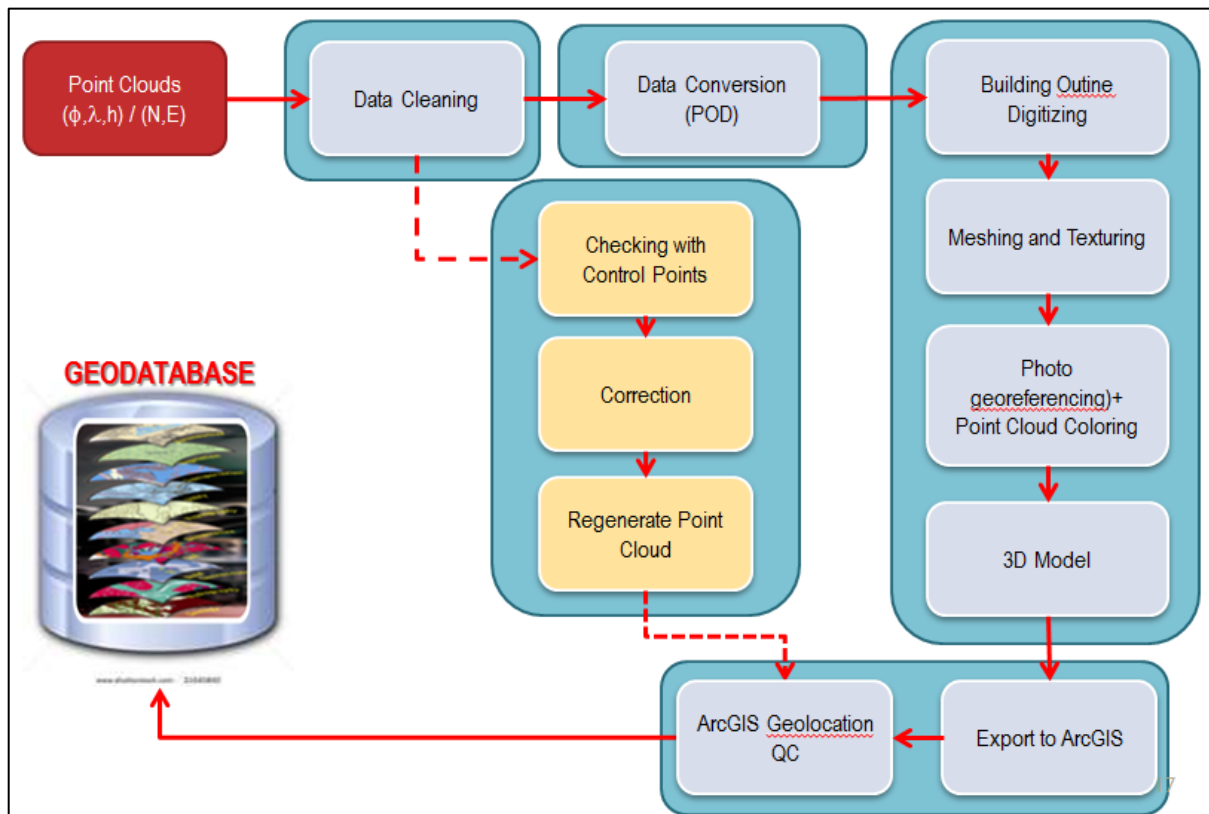 Point Clouds
(ϕ,λ,h) / (N,E)
Data Cleaning
Data Conversion
(POD)
Building Outine
Digitizing
Checking with
Control Points
Meshing and Texturing
Correction
Photo
georeferencing)+
Point Cloud Coloring
Regenerate Point
Cloud
3D Model
GEODATABASE
ArcGIS Geolocation
QC
Export to ArcGIS